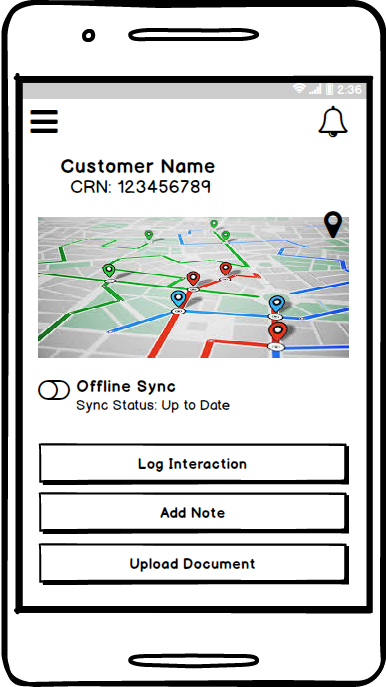 2:36
Customer Name
CRN: 123456789
Offline Sync
Sync Status: Up to Date
Log Interaction
Add Note
Upload Document